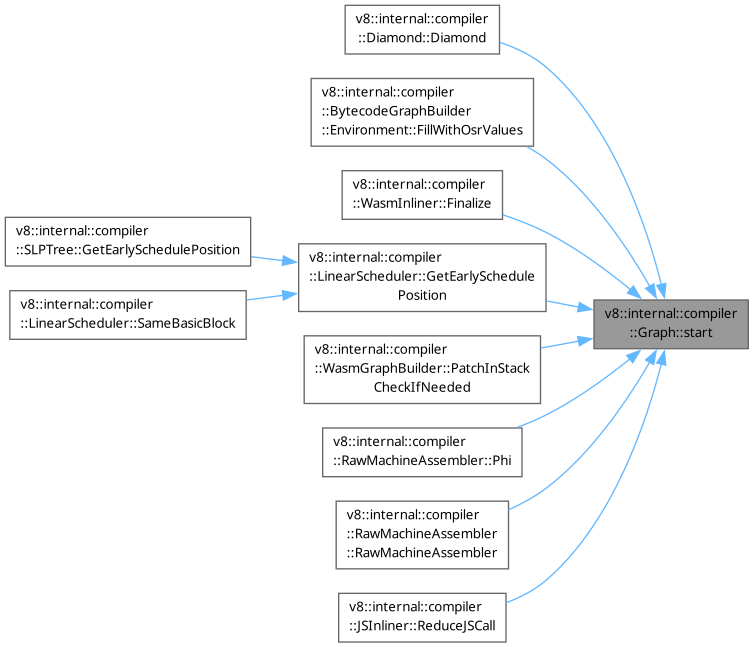 v8::internal::compiler
::Diamond::Diamond
v8::internal::compiler
::BytecodeGraphBuilder
::Environment::FillWithOsrValues
v8::internal::compiler
::WasmInliner::Finalize
v8::internal::compiler
::SLPTree::GetEarlySchedulePosition
v8::internal::compiler
::LinearScheduler::GetEarlySchedule
Position
v8::internal::compiler
::LinearScheduler::SameBasicBlock
v8::internal::compiler
::Graph::start
v8::internal::compiler
::WasmGraphBuilder::PatchInStack
CheckIfNeeded
v8::internal::compiler
::RawMachineAssembler::Phi
v8::internal::compiler
::RawMachineAssembler
::RawMachineAssembler
v8::internal::compiler
::JSInliner::ReduceJSCall